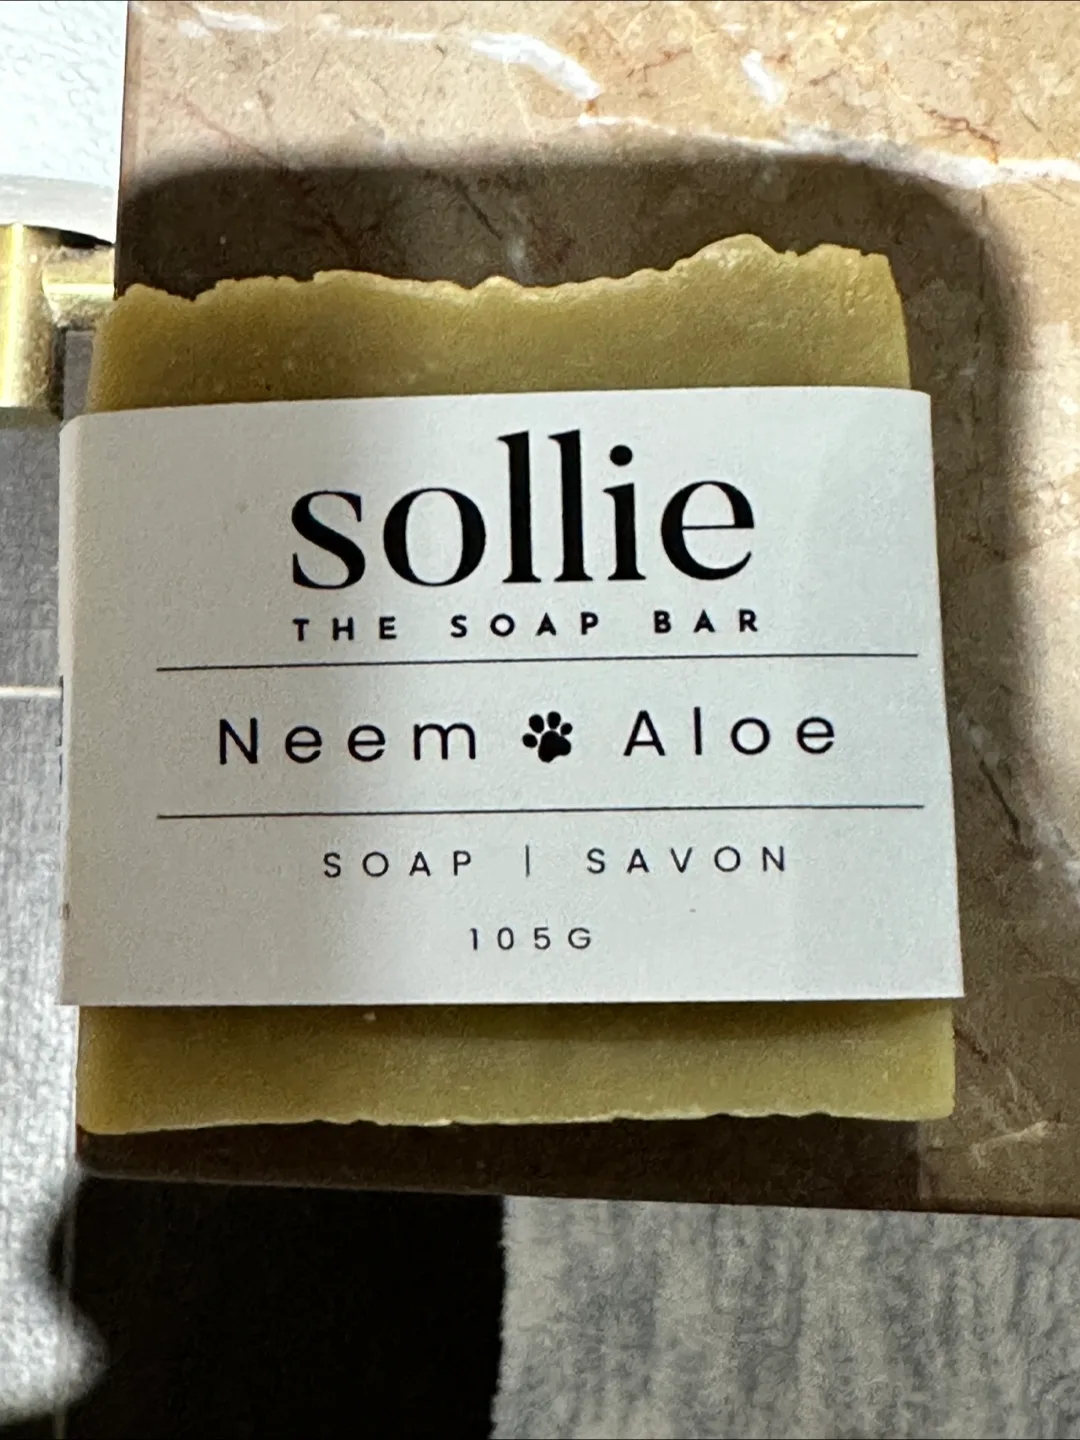 sollie
THE SOAP BAR
Neem Aloe
SOAP | SAVON
105G